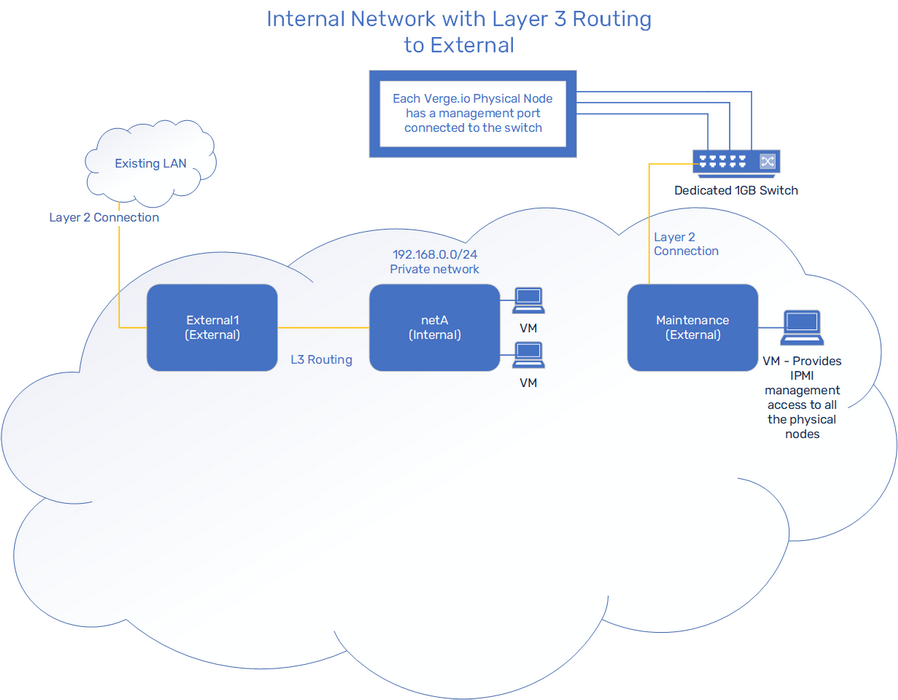 Internal Network with Layer 3 Routing
to External
Each Verge.io Physical Node
has a management port
connected to the switch
Existing LAN
Dedicated 1GB Switch
Layer 2 Connection
Layer 2
Connection
192.168.0.0/24
Private network
External1
(External)
netA
(Internal)
VM
Maintenance
(External)
L3 Routing
VM
VM - Provides
IPMI
management
access to all
the physical
nodes